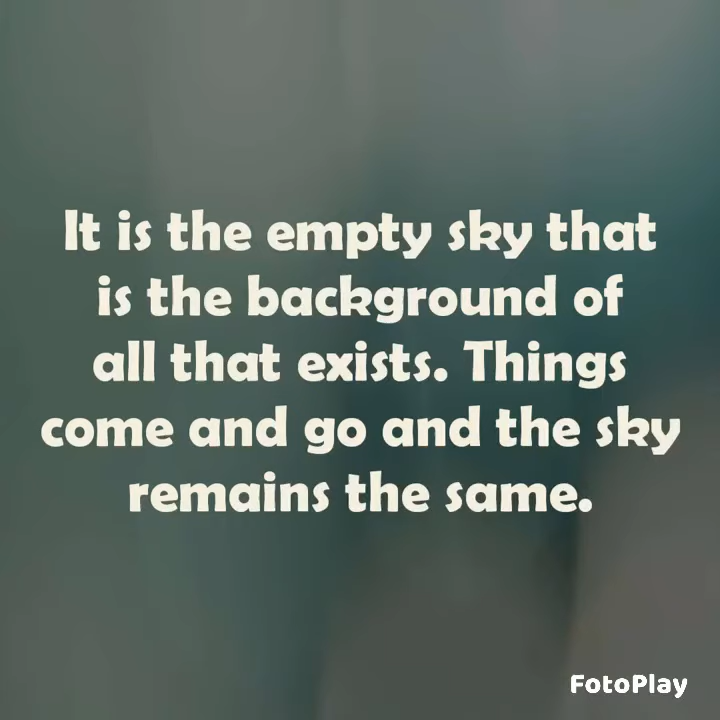 It is the empty sky that
is the background of
all that exists. Things
come and go and the sky
remains the same.
FotoPlay